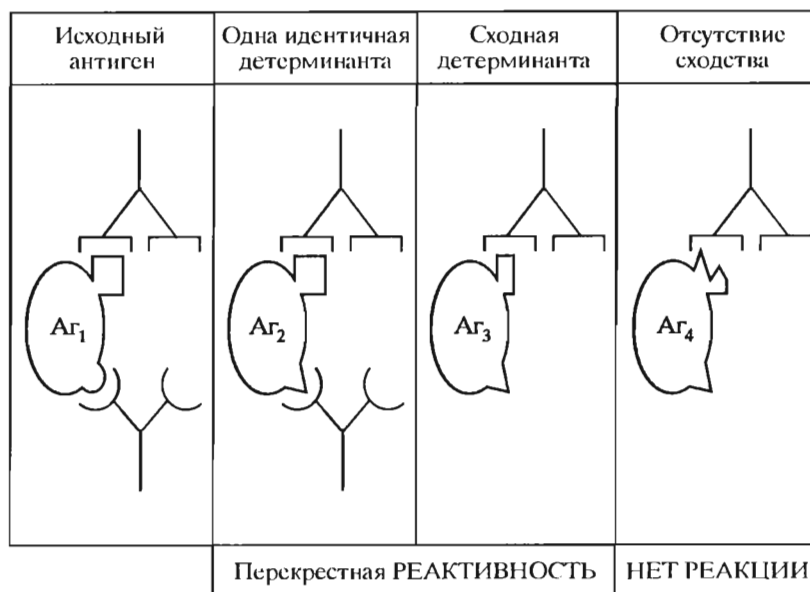 Исходный
антиген
Одна идентичная
детерминанта
Сходная
детерминанта
Отсутствие
сходства
Аг₁
Аг₂
Аг₃
Аг₄
Перекрестная РЕАКТИВНОСТЬ
НЕТ РЕАКЦИИ